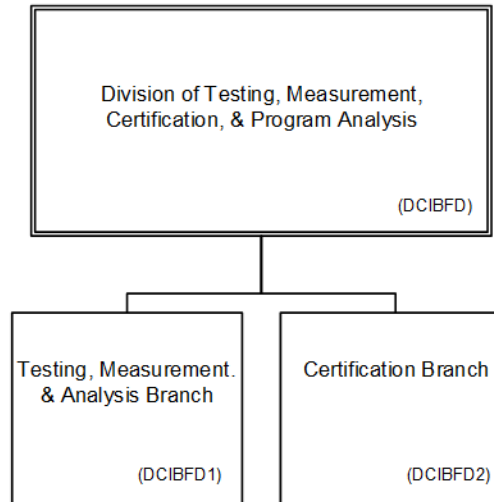 Division of Testing, Measurement,
Certification, & Program Analysis
(DCIBFD)
Testing, Measurement.
& Analysis Branch
(DCIBFD1)
Certification Branch
(DCIBFD2)